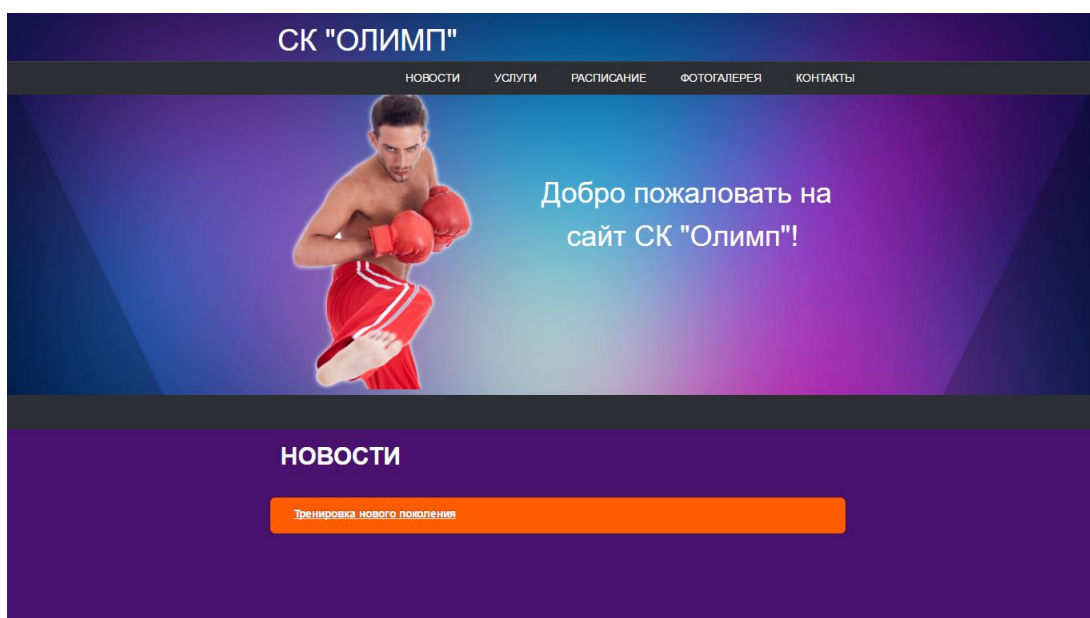 СК "ОЛИМП"
НОВОСТИ УСЛУГИ РАСПИСАНИЕ ФОТОГАЛЕРЕЯ КОНТАКТЫ
Добро пожаловать на
сайт СК "Олимп"!
НОВОСТИ
Тренировка нового поколения